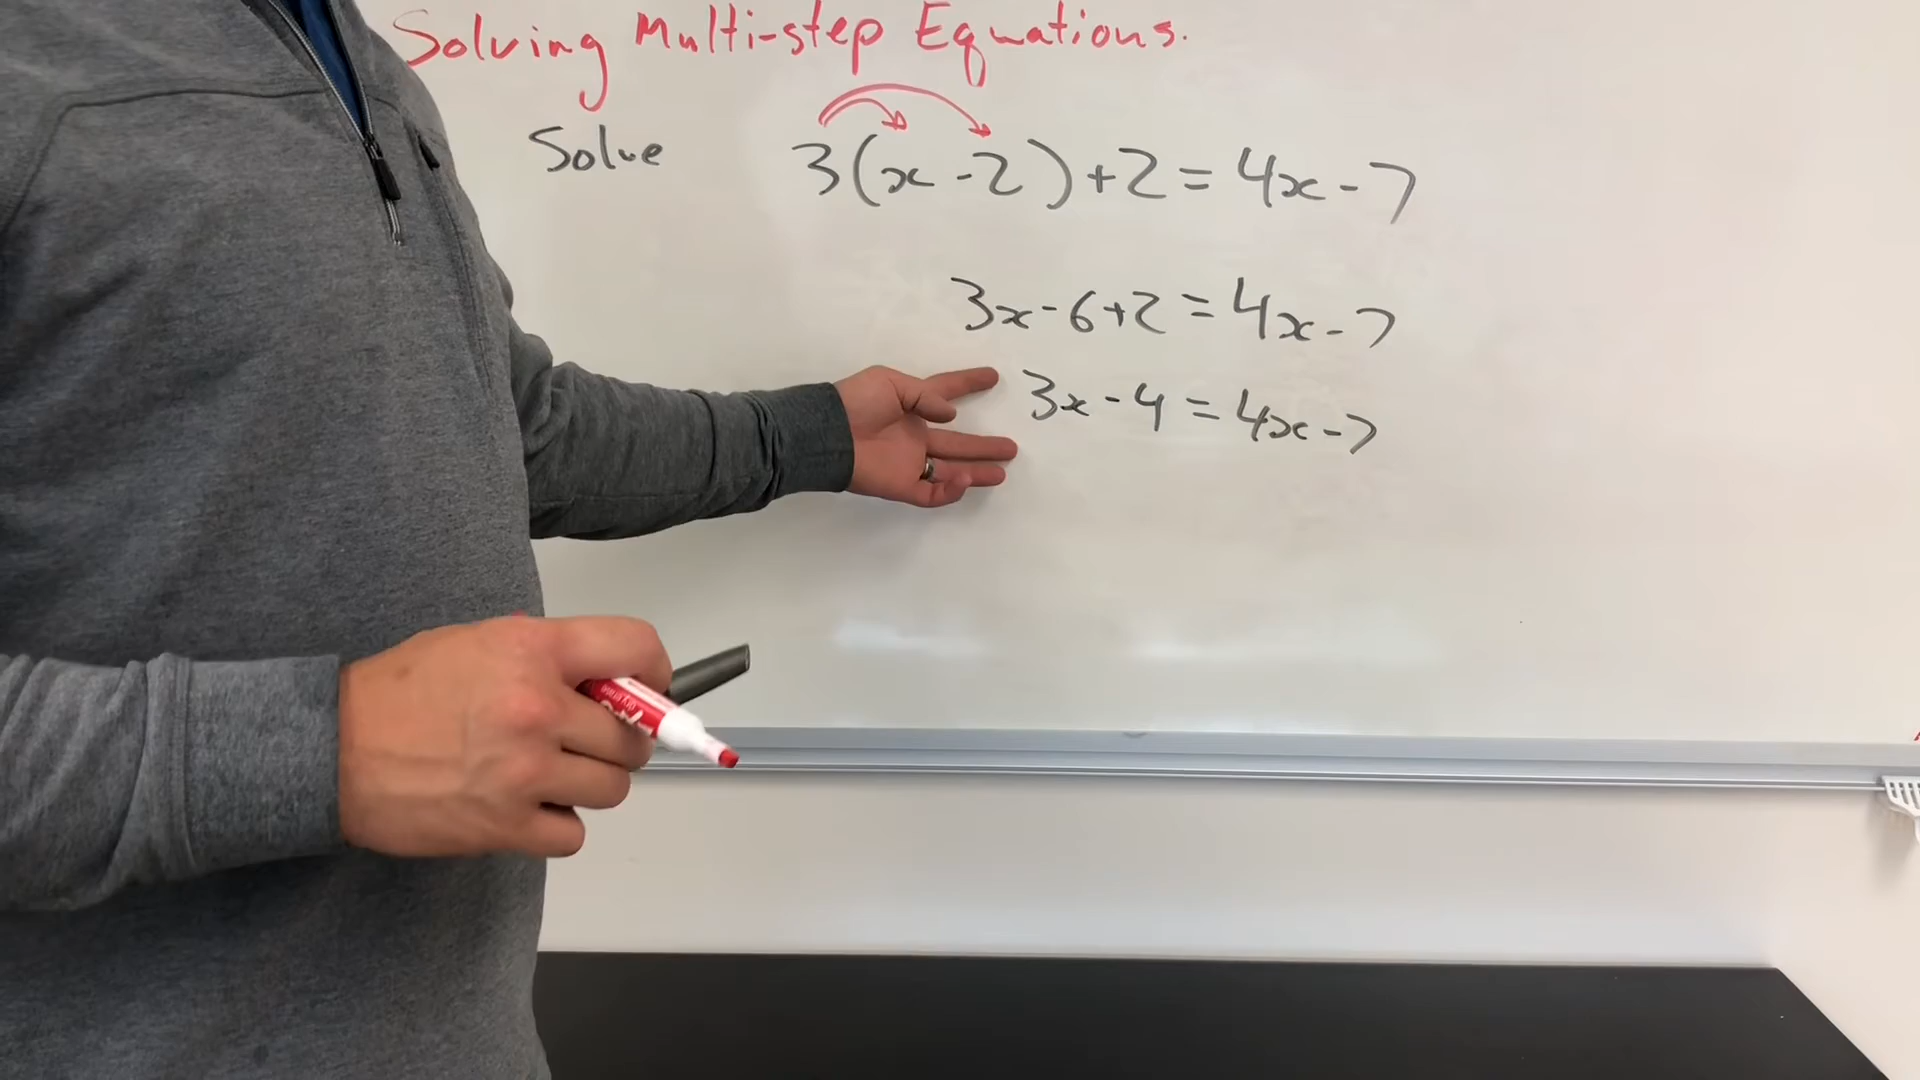 Solving Multi-step Equations.
Solve 3(x-2)+2=4x-7
3x-6+2=4x-7
3x-4=4x-7